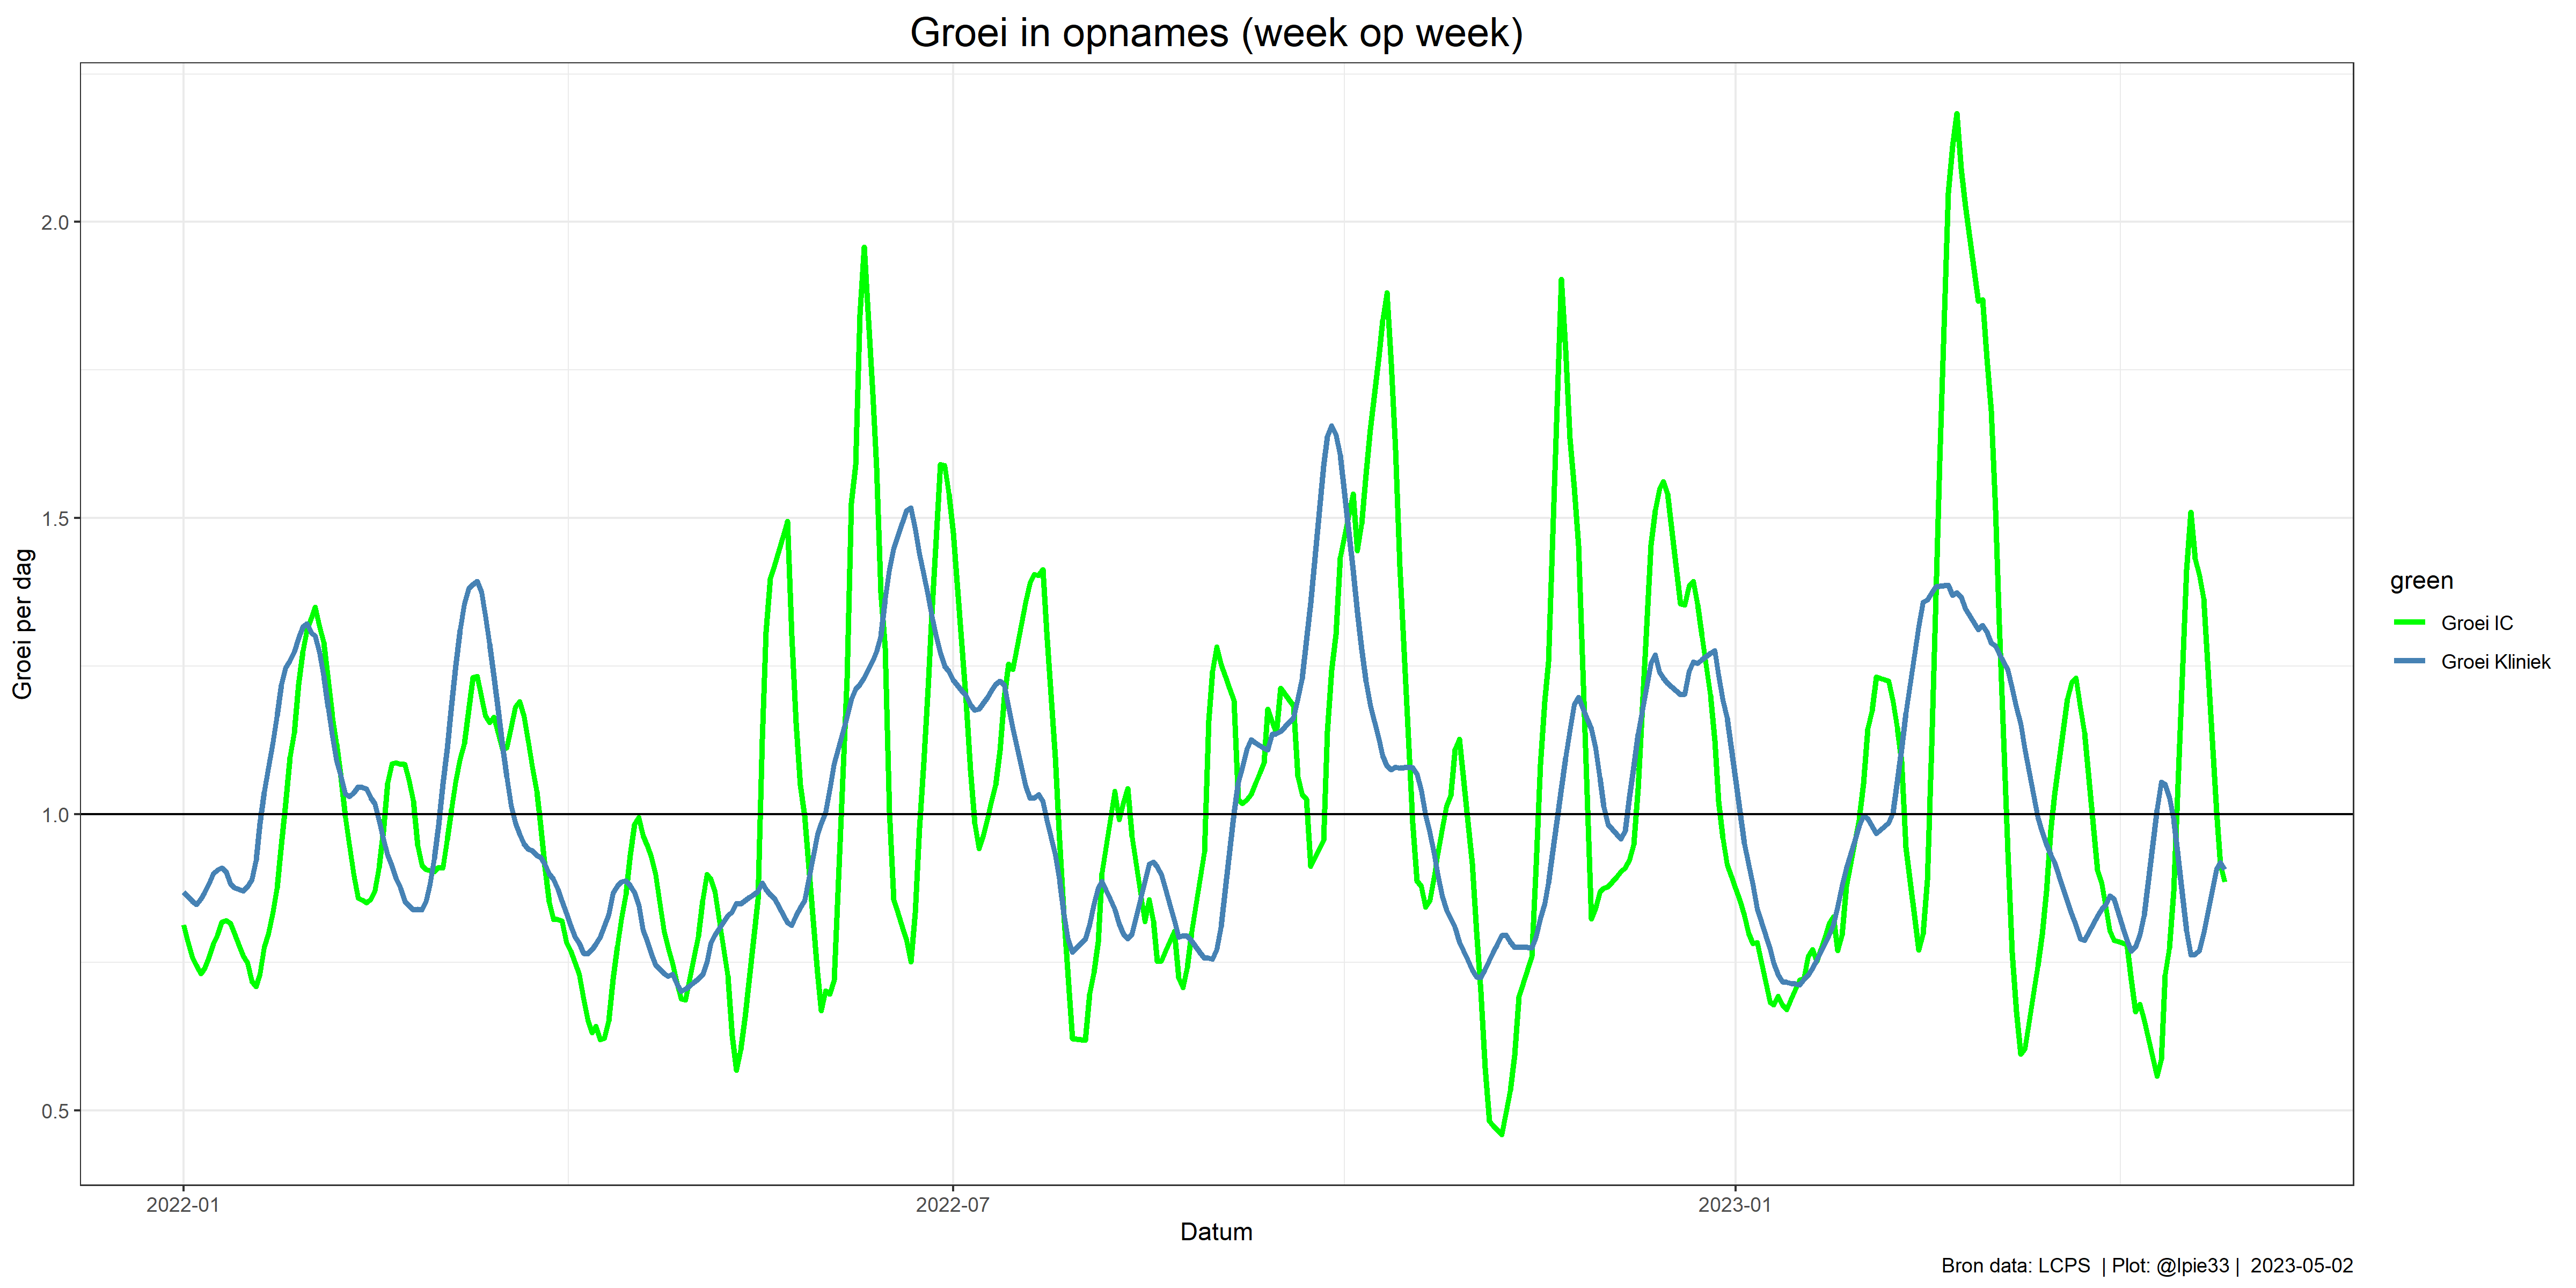 Groei in opnames (week op week)
Groei per dag
2.0
1.5
1.0
0.5
2022-01
2022-07
2023-01
Datum
green
Groei IC
Groei Kliniek
Bron data: LCPS | Plot: @lpie33 | 2023-05-02